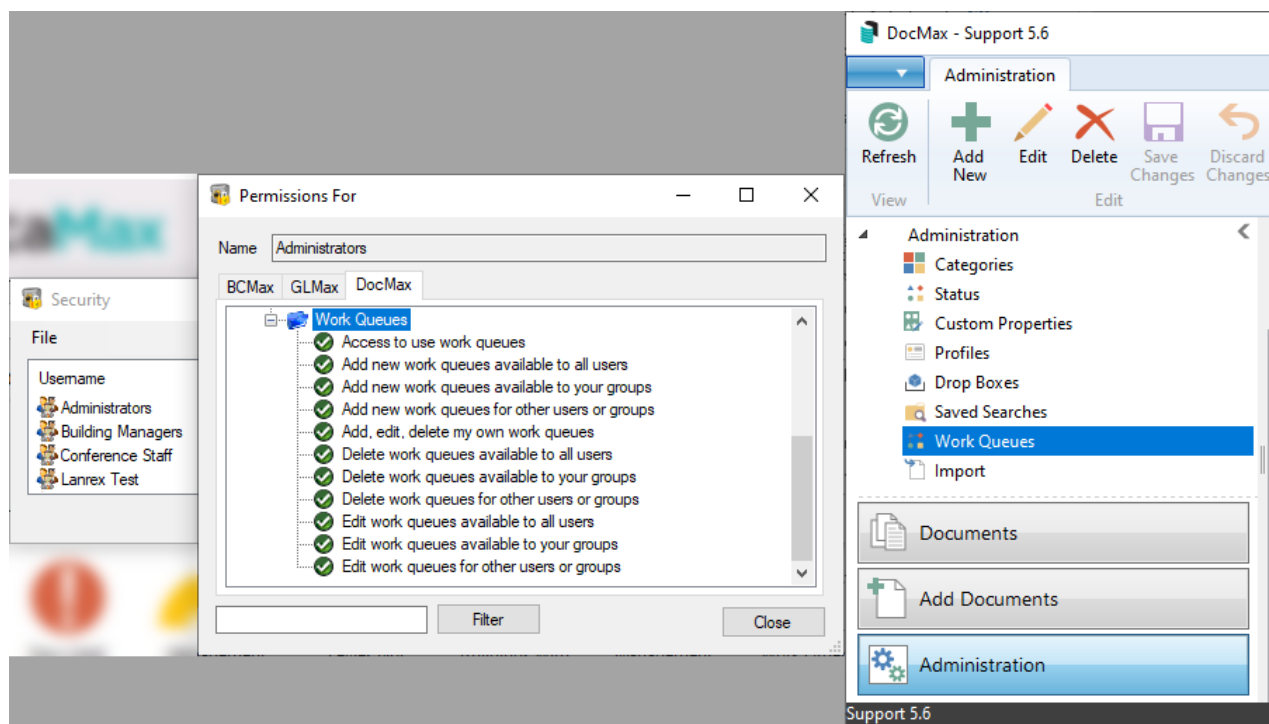 DocMax - Support 5.6
Administration
Refresh
Add New
Edit
Delete
Save Changes
Discard Changes
View
Edit
Administration
Categories
Status
Custom Properties
Profiles
Drop Boxes
Saved Searches
Work Queues
Import
Documents
Add Documents
Administration
Support 5.6
Permissions For
Name Administrators
BCMax GLMax DocMax
Work Queues
Access to use work queues
Add new work queues available to all users
Add new work queues available to your groups
Add new work queues for other users or groups
Add, edit, delete my own work queues
Delete work queues available to all users
Delete work queues available to your groups
Delete work queues for other users or groups
Edit work queues available to all users
Edit work queues available to your groups
Edit work queues for other users or groups
Filter
Close
Security
File
Username
Administrators
Building Managers
Conference Staff
Lanrex Test